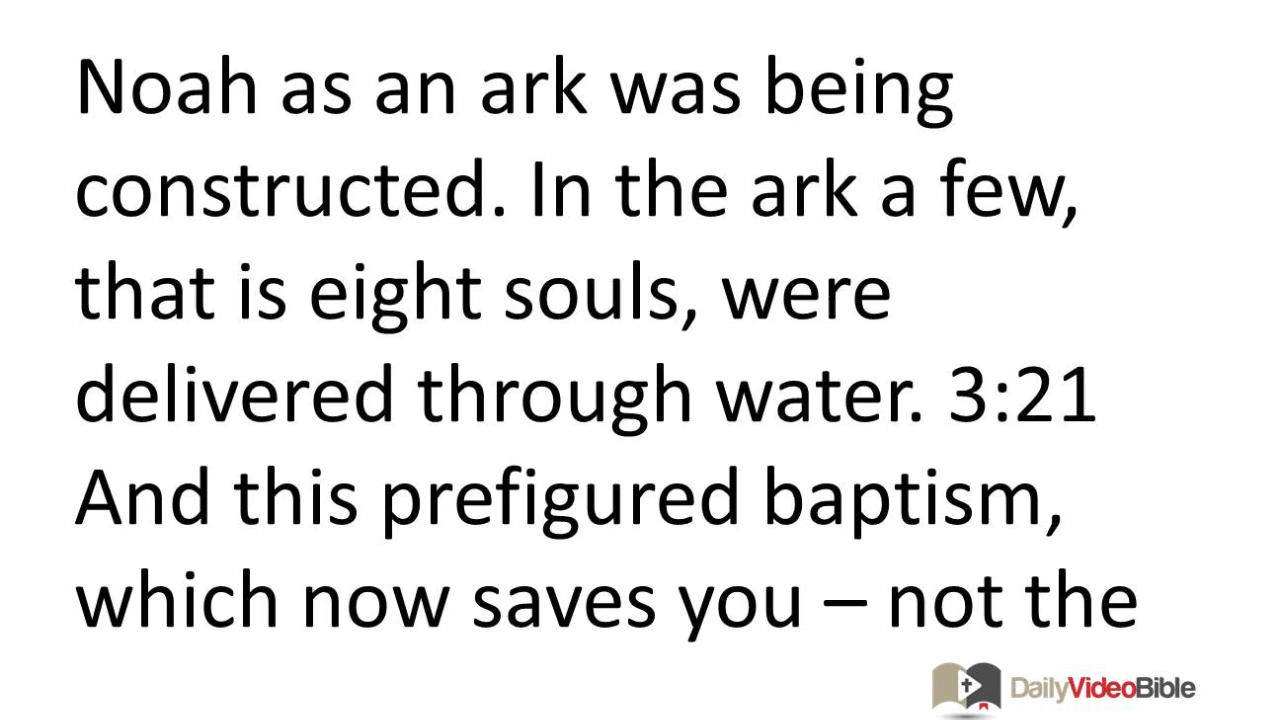 Noah as an ark was being
constructed. In the ark a few,
that is eight souls, were
delivered through water. 3:21
And this prefigured baptism,
which now saves you – not the
DailyVideoBible